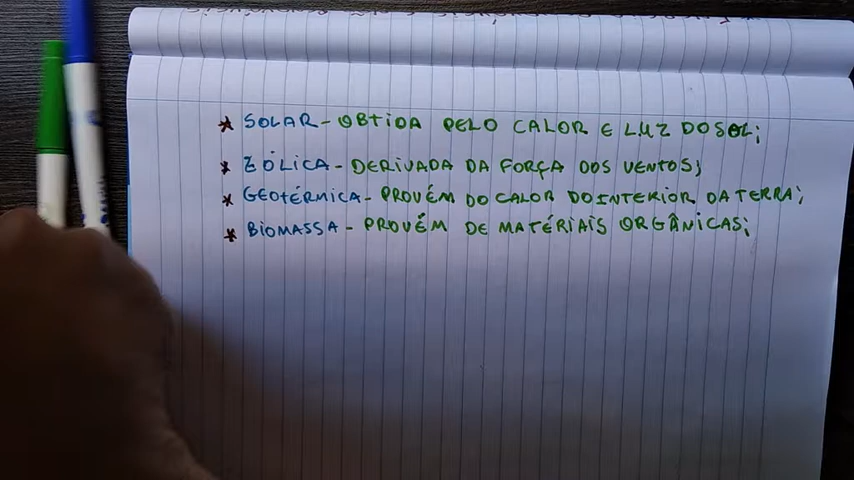 * SOLAR - OBTIDA PELO CALOR E LUZ DO SOL;
* EÓLICA - DERIVADA DA FORÇA DOS VENTOS;
* GEOTÉRMICA - PROVÉM DO CALOR DO INTERIOR DA TERRA;
* BIOMASSA - PROVÉM DE MATÉRIAIS ORGÂNICAS;